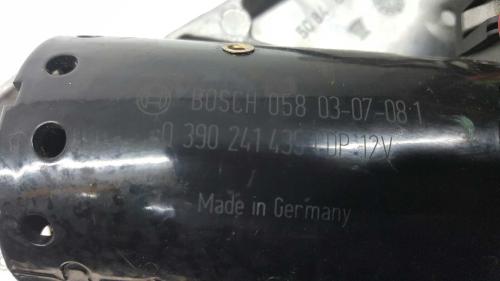 BOSCH 058 03-07-08 1
0 390 241 43 DP 12V
Made in Germany